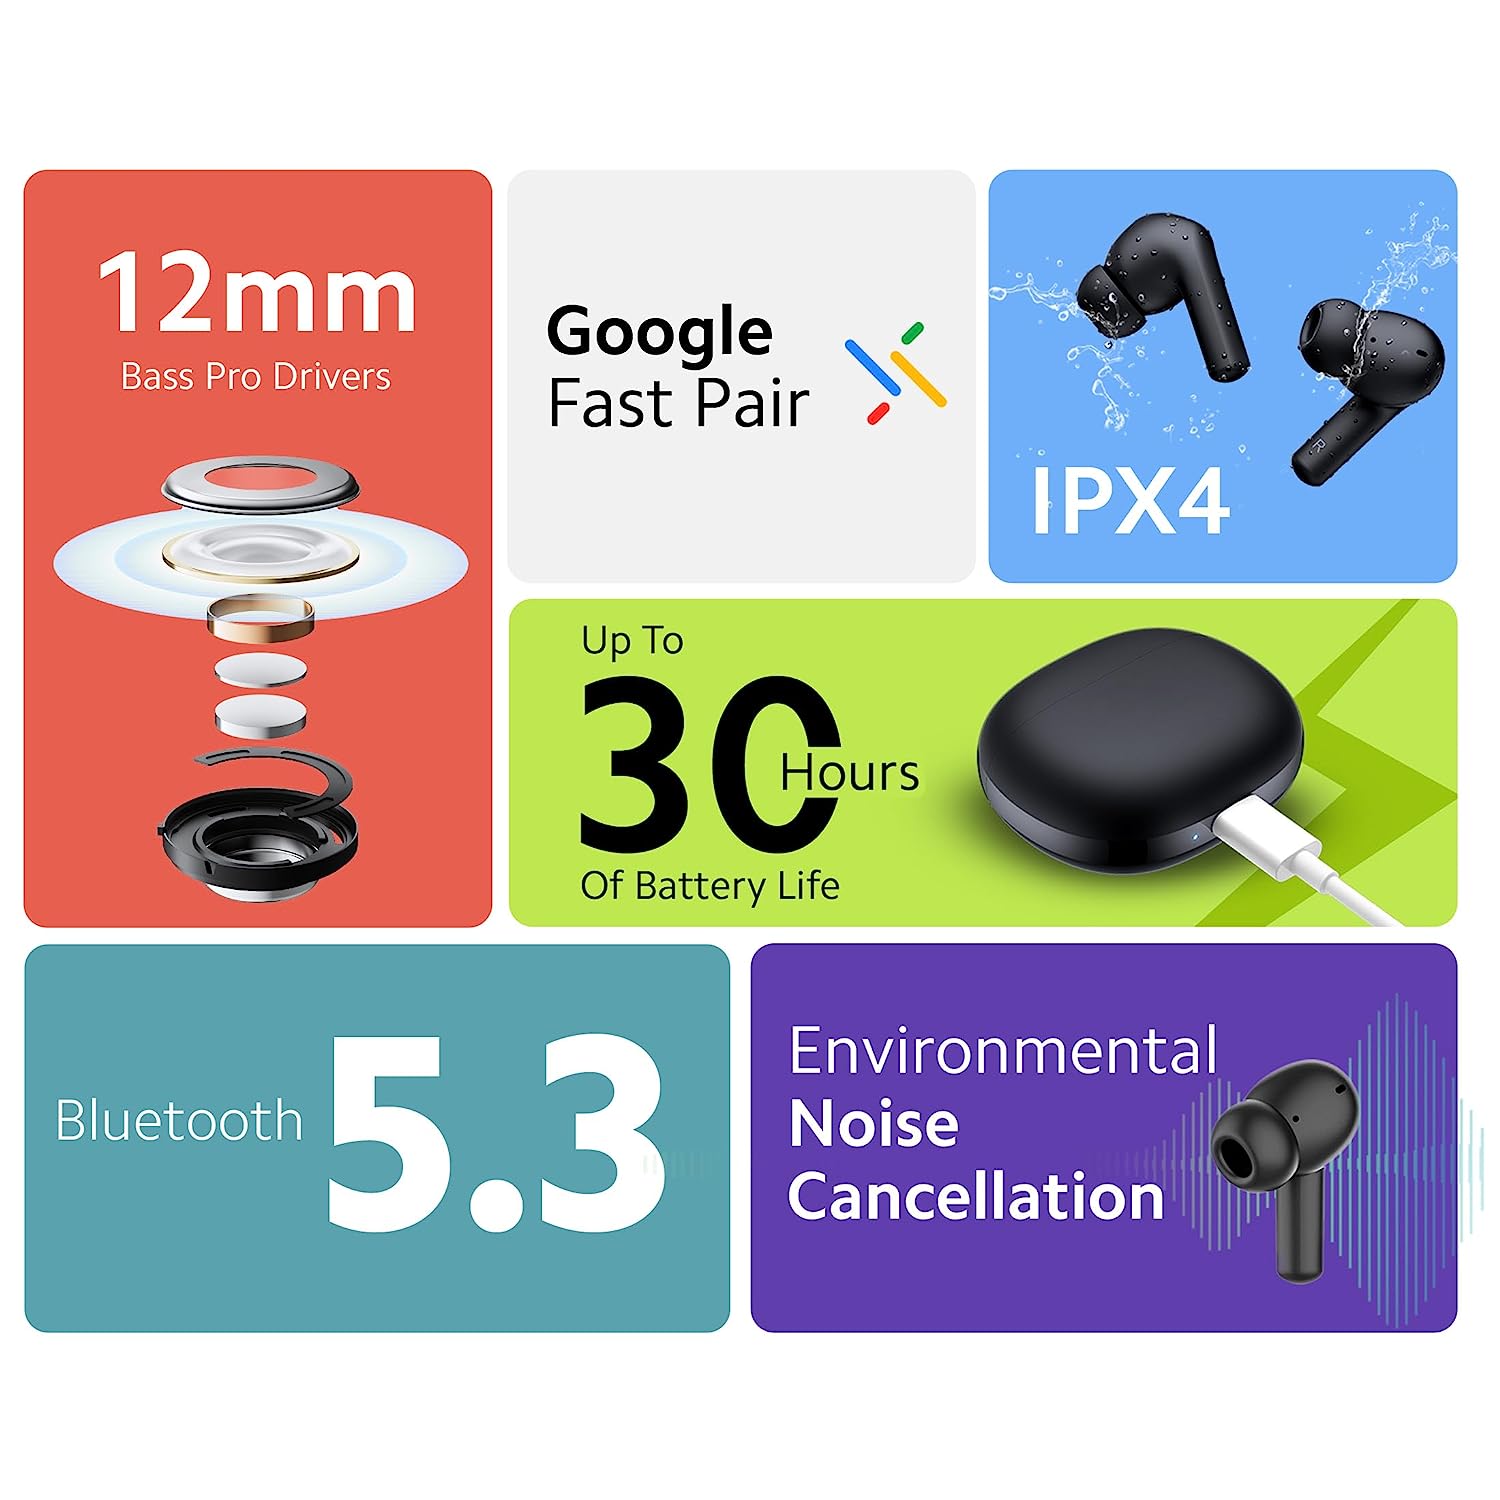 12mm
Bass Pro Drivers
Google
Fast Pair
R
IPX4
Up To
30 Hours
Of Battery Life
Bluetooth 5.3
Environmental
Noise
Cancellation